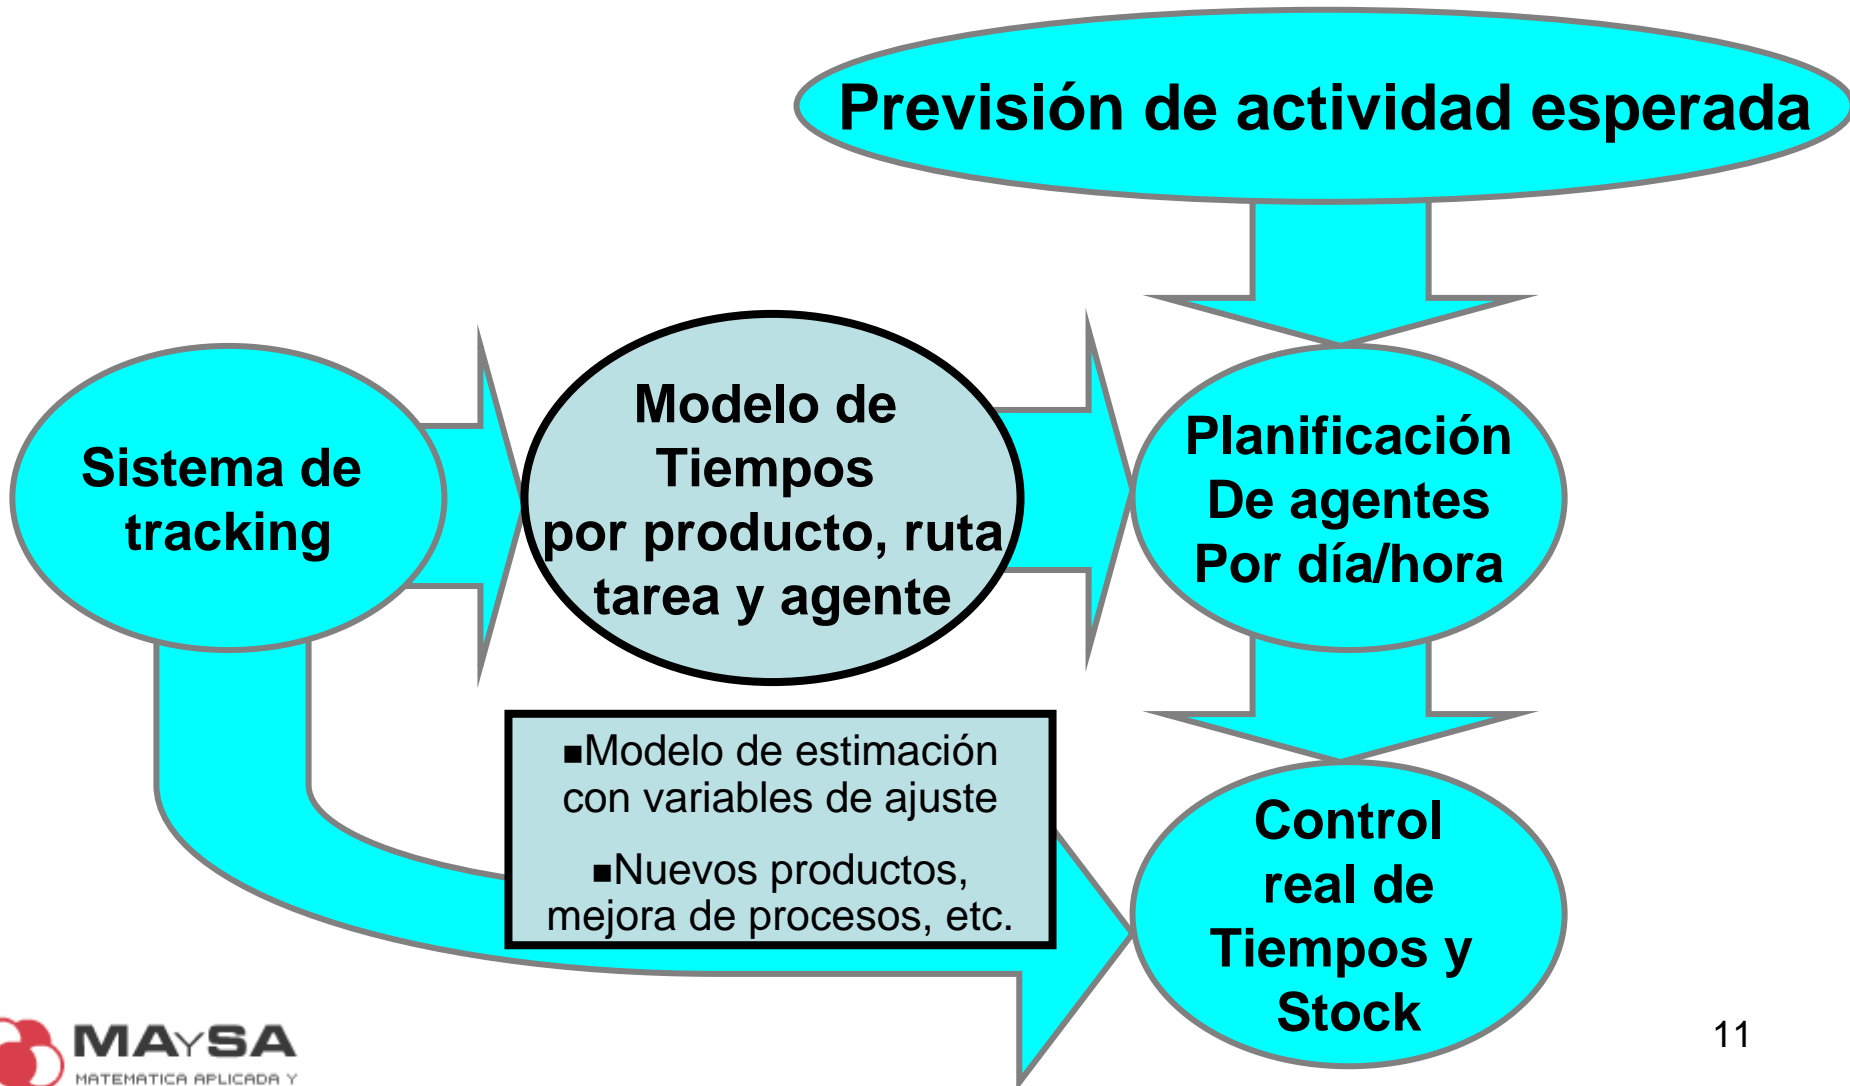 Previsión de actividad esperada
Sistema de
tracking
Modelo de
Tiempos
por producto, ruta
tarea y agente
Planificación
De agentes
Por día/hora
■Modelo de estimación
con variables de ajuste
■Nuevos productos,
mejora de procesos, etc.
Control
real de
Tiempos y
Stock
MAYSA
MATEMATICA APLICADA Y
11